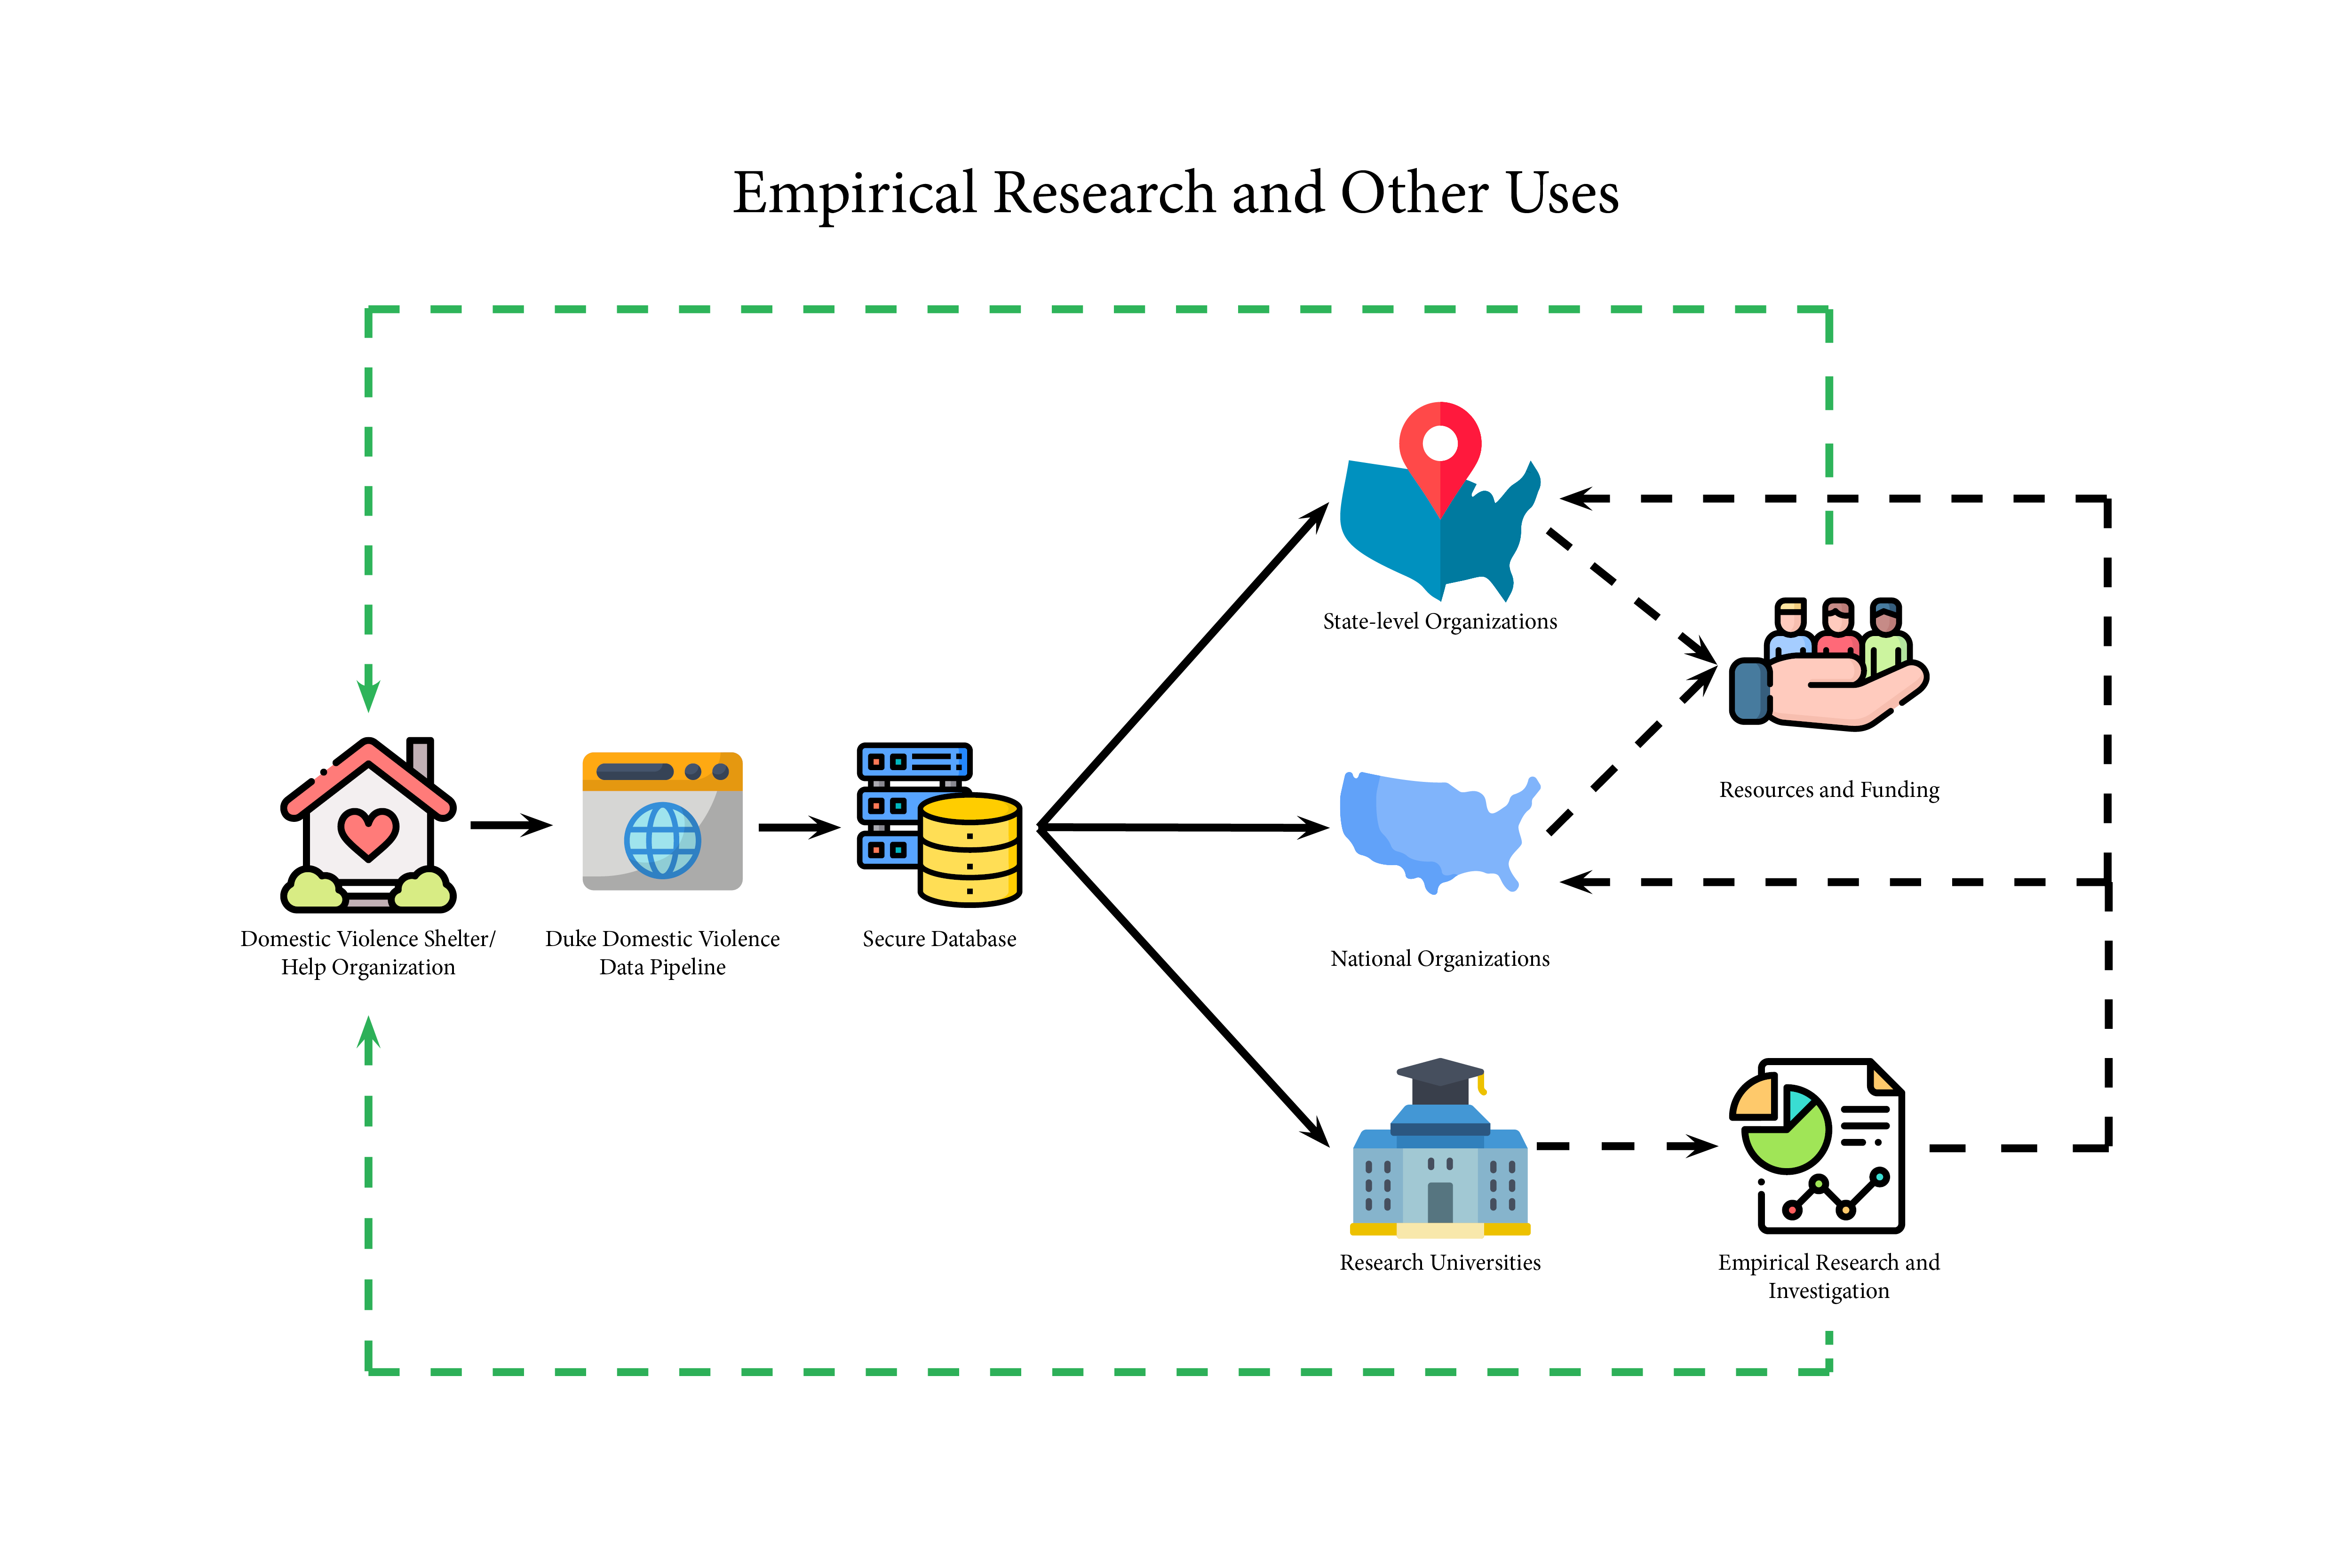 Empirical Research and Other Uses
State-level Organizations
Resources and Funding
Domestic Violence Shelter/
Help Organization
Duke Domestic Violence
Data Pipeline
Secure Database
National Organizations
Research Universities
Empirical Research and
Investigation